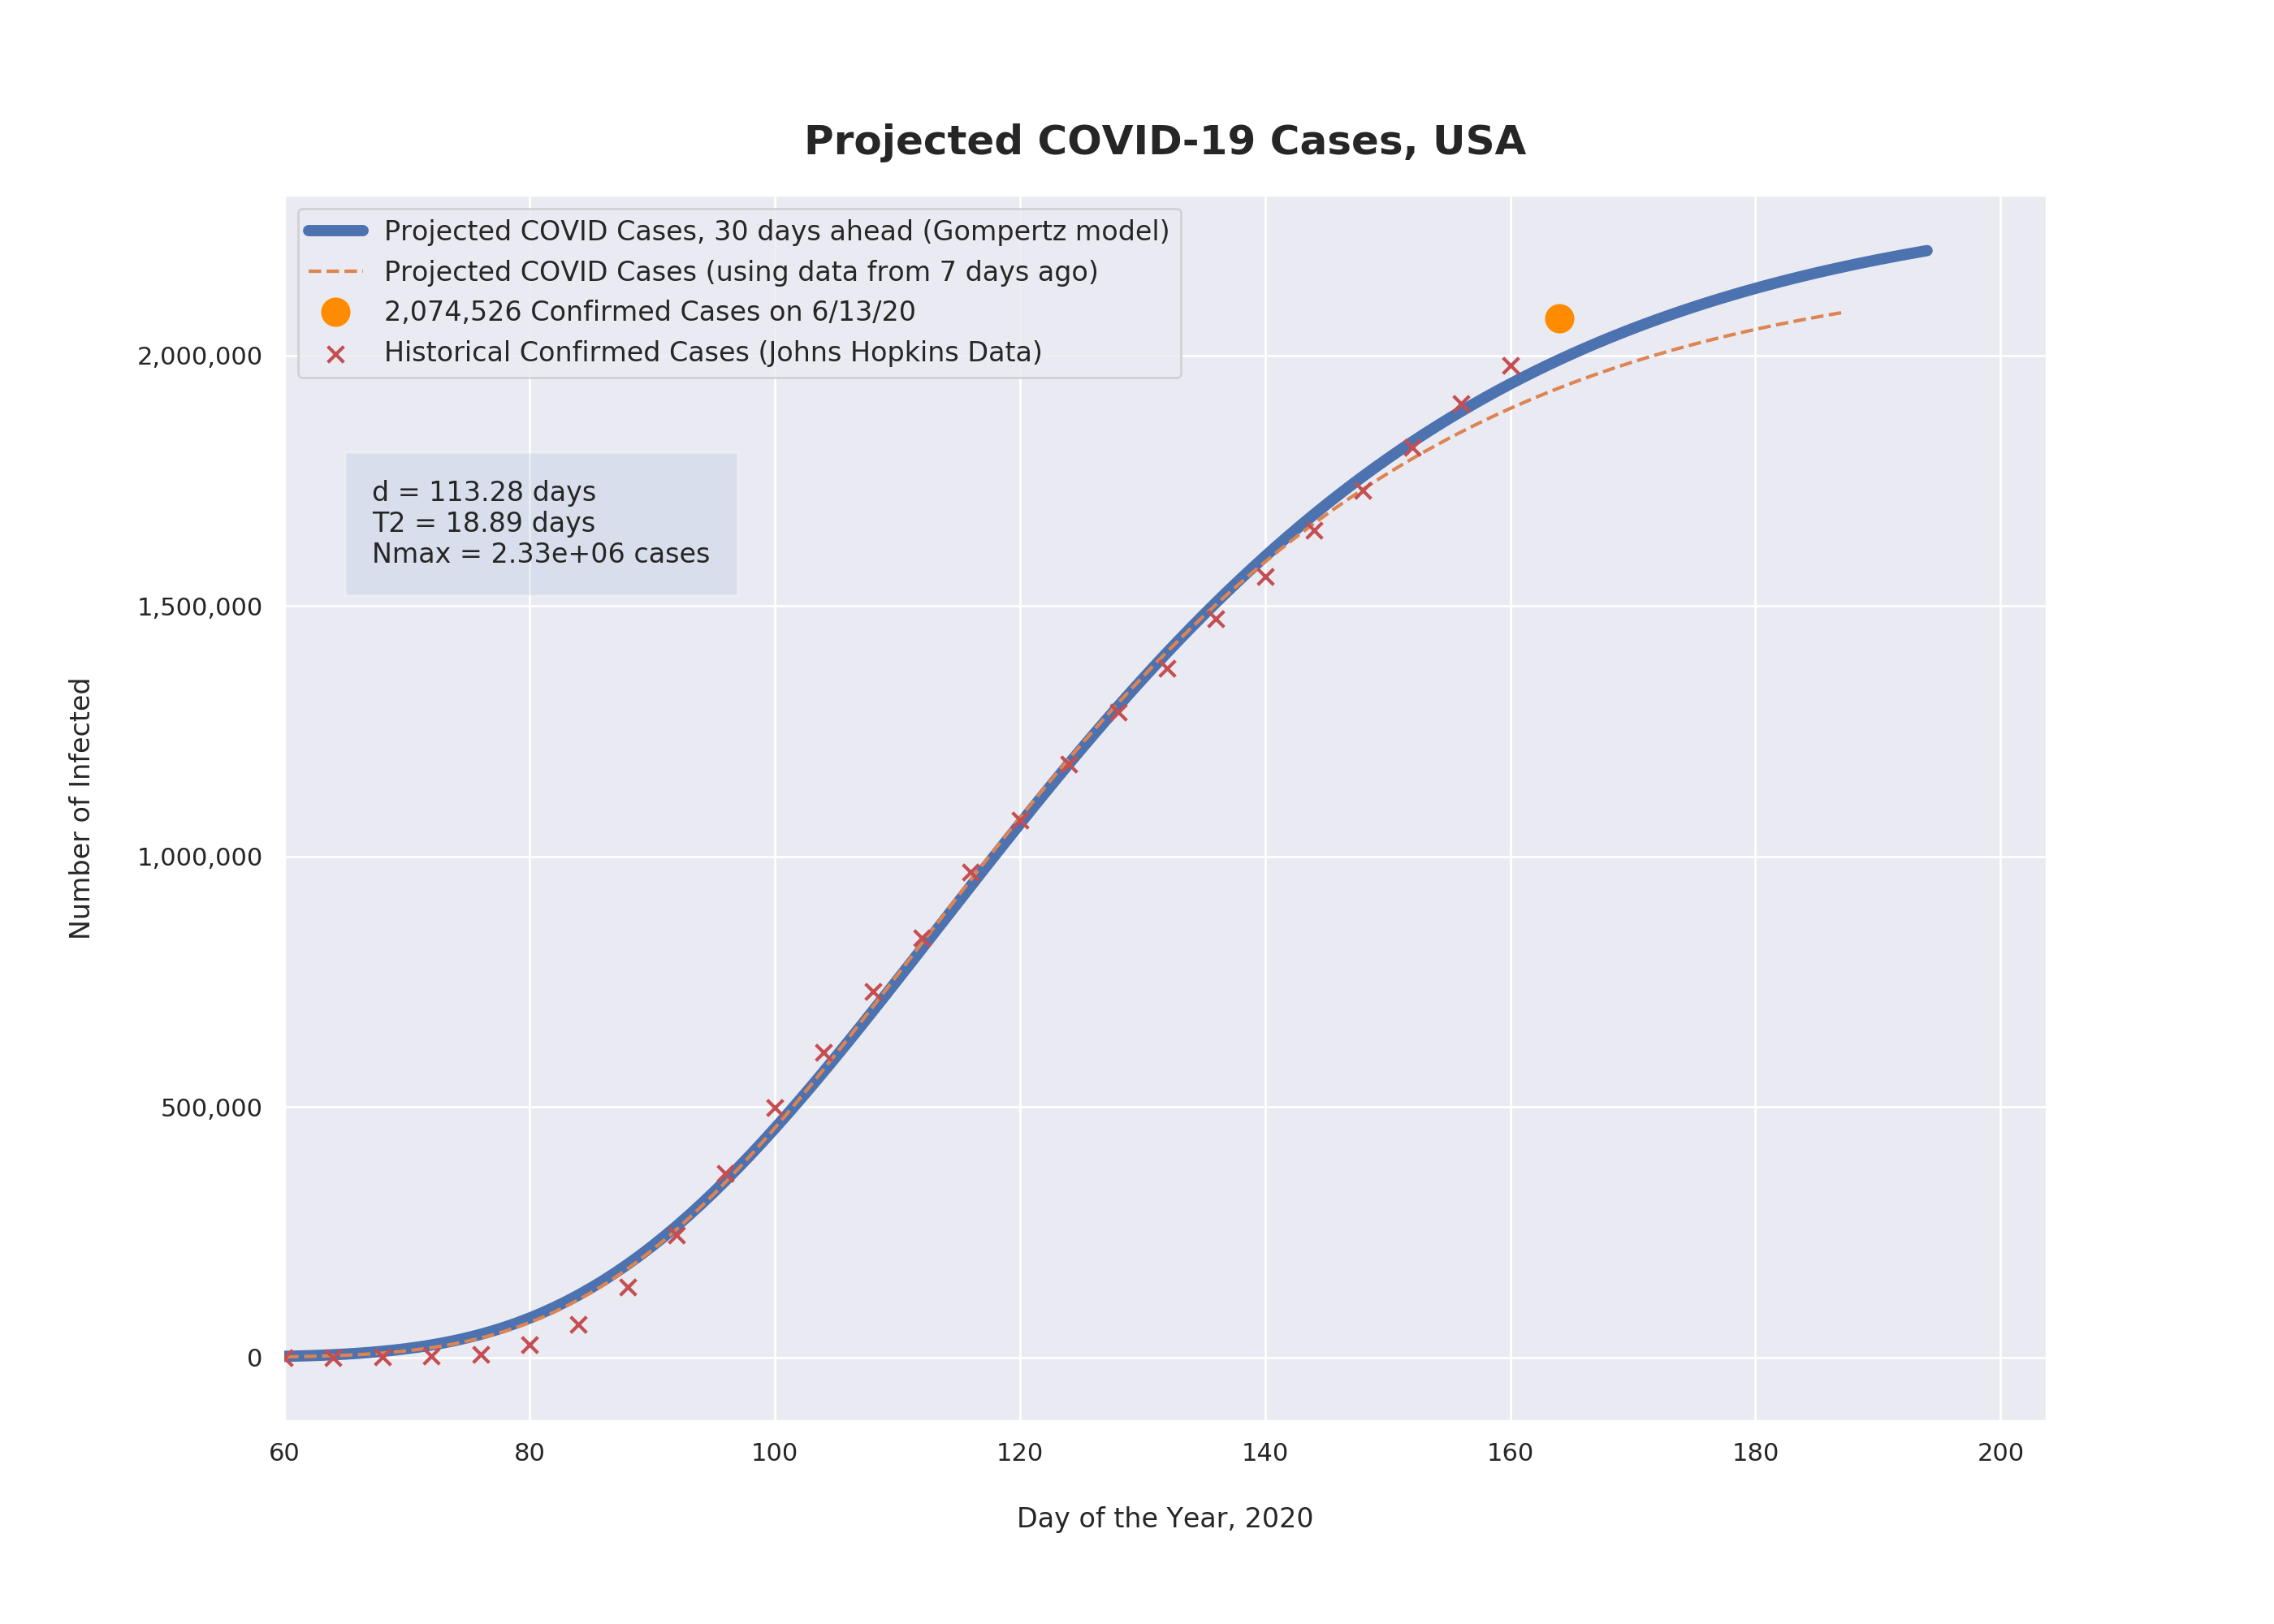 Projected COVID-19 Cases, USA
Projected COVID Cases, 30 days ahead (Gompertz model)
Projected COVID Cases (using data from 7 days ago)
2,074,526 Confirmed Cases on 6/13/20
Historical Confirmed Cases (Johns Hopkins Data)
d = 113.28 days
T2 = 18.89 days
Nmax = 2.33e+06 cases
Number of Infected
2,000,000
1,500,000
1,000,000
500,000
0
60 80 100 120 140 160 180 200
Day of the Year, 2020